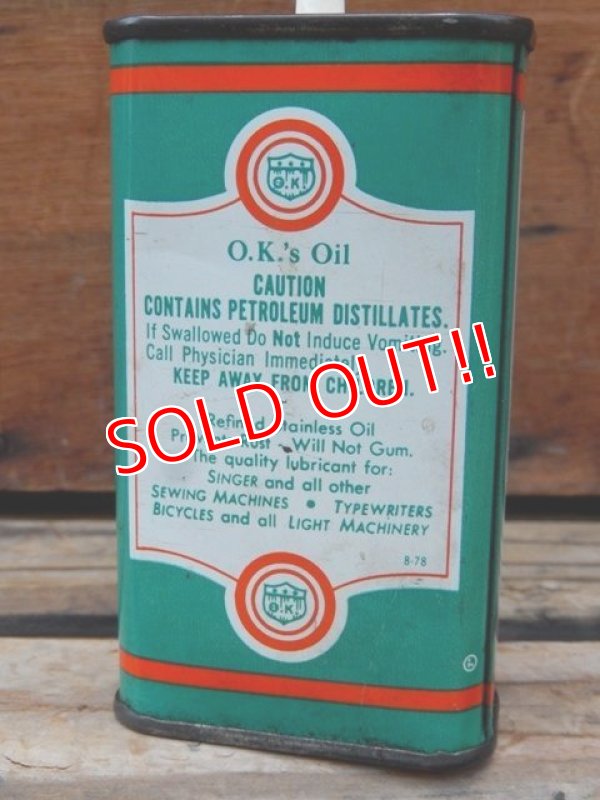 O.K.
O.K.'s Oil
CAUTION
CONTAINS PETROLEUM DISTILLATES.
If Swallowed Do Not Induce Vomiting.
Call Physician Immediately.
KEEP AWAY FROM CHILDREN.
Refined Stainless Oil
Prevents Rust - Will Not Gum.
The quality lubricant for:
SINGER and all other
SEWING MACHINES • TYPEWRITERS
BICYCLES and all LIGHT MACHINERY
8-78
O.K.
SOLD OUT!!